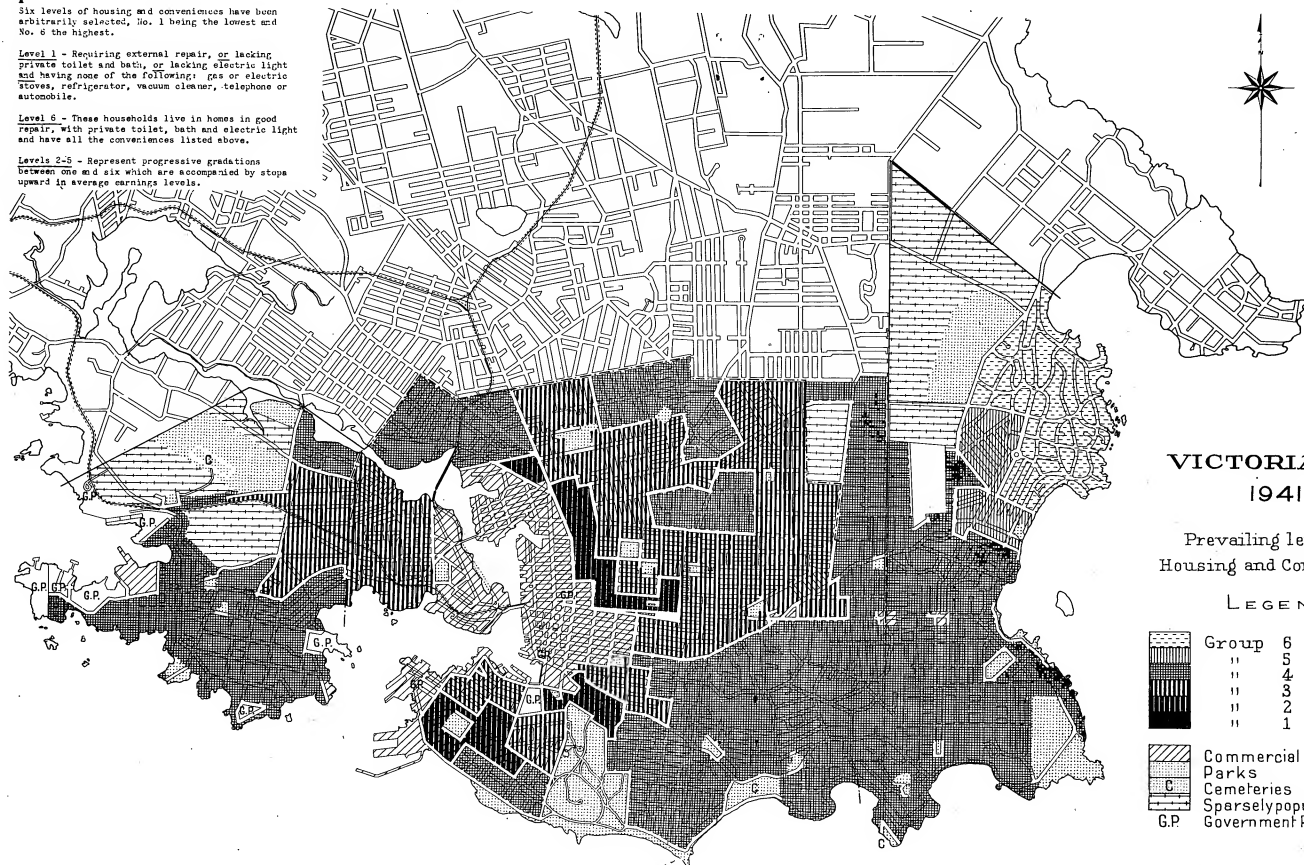 Six levels of housing and conveniences have been
arbitrarily selected, No. 1 being the lowest and
No. 6 the highest.
Level 1 - Requiring external repair, or lacking
private toilet and bath, or lacking electric light
and having none of the following: gas or electric
stoves, refrigerator, vacuum cleaner, telephone or
automobile.
Level 6 - These households live in homes in good
repair, with private toilet, bath and electric light
and have all the conveniences listed above.
Levels 2-5 - Represent progressive gradations
between one and six which are accompanied by stops
upward in average earnings levels.
VICTORIA
1941
Prevailing le
Housing and Co
LEGEN
Group 6
" 5
" 4
" 3
" 2
" 1
Commercial
Parks
C Cemeteries
Sparsely popu
G.P. Government P
C
G.P.
G.P.
G.P.
G.P.
G.P.
G.P.
G.P.
G.P.
C
C
C